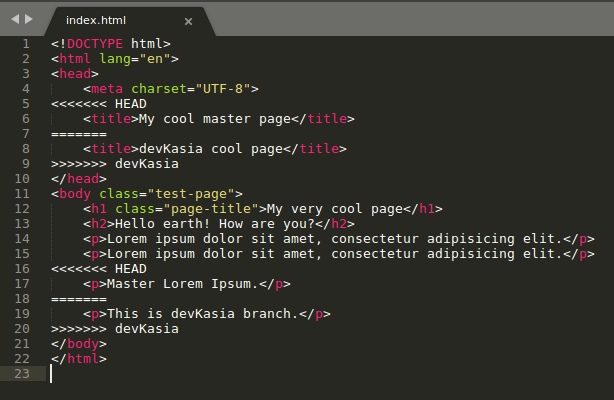 index.html
1 <!DOCTYPE html>
2 <html lang="en">
3 <head>
4     <meta charset="UTF-8">
5 <<<<<<< HEAD
6     <title>My cool master page</title>
7 =======
8     <title>devKasia cool page</title>
9 >>>>>>> devKasia
10 </head>
11 <body class="test-page">
12     <h1 class="page-title">My very cool page</h1>
13     <h2>Hello earth! How are you?</h2>
14     <p>Lorem ipsum dolor sit amet, consectetur adipisicing elit.</p>
15     <p>Lorem ipsum dolor sit amet, consectetur adipisicing elit.</p>
16 <<<<<<< HEAD
17     <p>Master Lorem Ipsum.</p>
18 =======
19     <p>This is devKasia branch.</p>
20 >>>>>>> devKasia
21 </body>
22 </html>
23